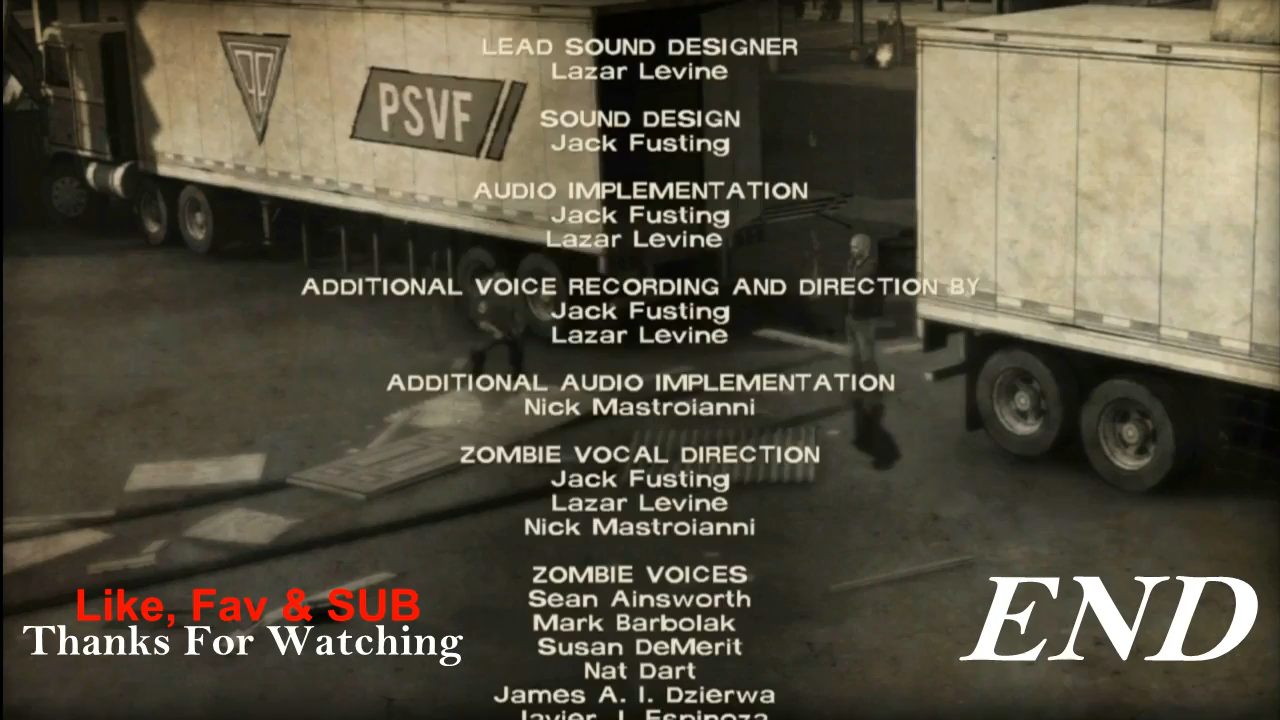 PSVF
LEAD SOUND DESIGNER
Lazar Levine
SOUND DESIGN
Jack Fusting
AUDIO IMPLEMENTATION
Jack Fusting
Lazar Levine
ADDITIONAL VOICE RECORDING AND DIRECTION BY
Jack Fusting
Lazar Levine
ADDITIONAL AUDIO IMPLEMENTATION
Nick Mastroianni
ZOMBIE VOCAL DIRECTION
Jack Fusting
Lazar Levine
Nick Mastroianni
ZOMBIE VOICES
Sean Ainsworth
Mark Barbolak
Susan DeMerit
Nat Dart
James A. I. Dzierwa
Javier J. Espinoza
Like, Fav & SUB
Thanks For Watching
END